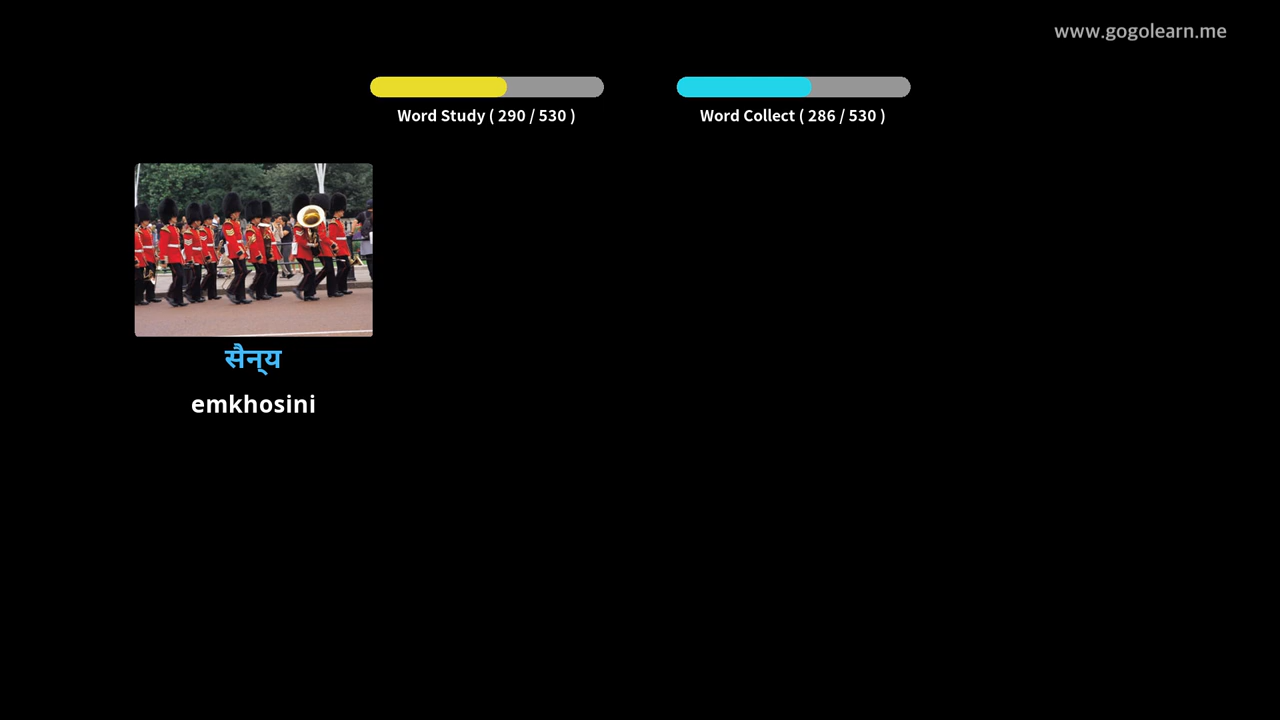 www.gogolearn.me
Word Study ( 290 / 530 )
Word Collect ( 286 / 530 )
सैन्य
emkhosini